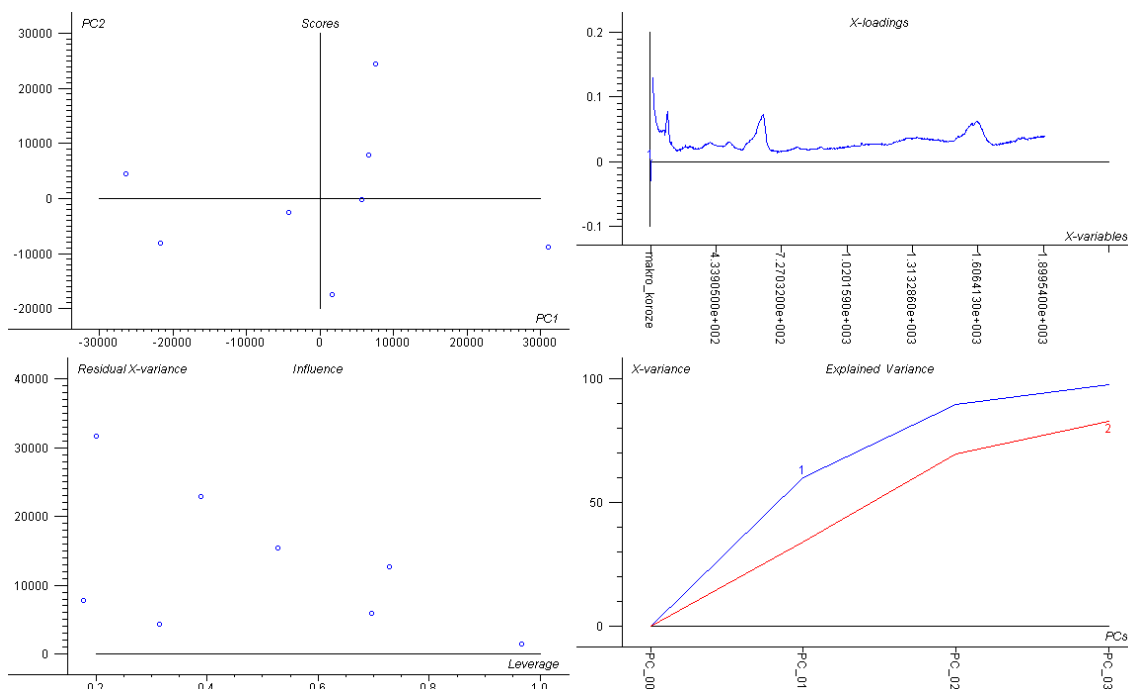 PC2
Scores
30000
20000
10000
0
-10000
-20000
PC1
-30000 -20000 -10000 0 10000 20000 30000
X-loadings
0.2
0.1
0
-0.1
X-variables
makro_koroze
4.3390500e+002
7.2703200e+002
1.0201590e+003
1.3132860e+003
1.6064130e+003
1.8995400e+003
Residual X-variance
Influence
40000
30000
20000
10000
0
Leverage
0.2 0.4 0.6 0.8 1.0
X-variance
Explained Variance
100
50
0
1
2
PCs
PC_00
PC_01
PC_02
PC_03